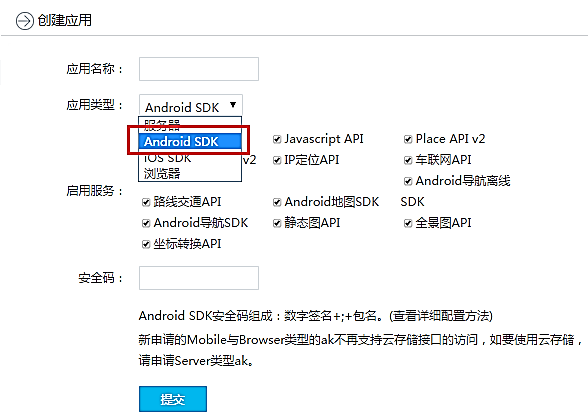 创建应用
应用名称：
应用类型： Android SDK
服务器
Android SDK
Javascript API Place API v2
iOS SDK v2 IP定位API 车联网API
浏览器
Android导航离线
启用服务： 路线交通API Android地图SDK SDK
Android导航SDK 静态图API 全景图API
坐标转换API
安全码：
Android SDK安全码组成：数字签名+;+包名。(查看详细配置方法)
新申请的Mobile与Browser类型的ak不再支持云存储接口的访问，如要使用云存储，
请申请Server类型ak。
提交